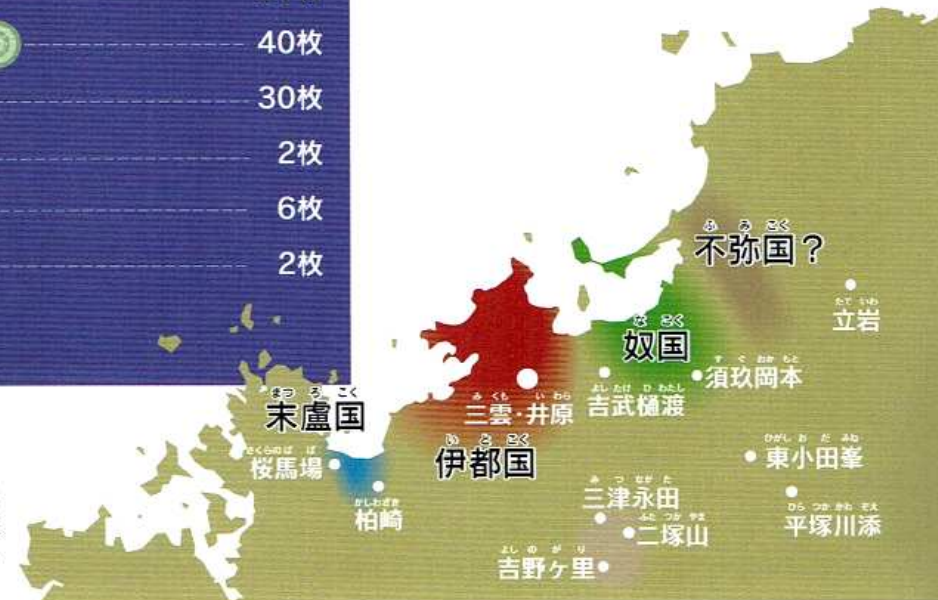 40枚
30枚
2枚
6枚
2枚
ふみこく
不弥国？
たていわ
立岩
なこく
奴国
すぐおかもと
須玖岡本
よしたけひわたし
吉武樋渡
みくも いわら
三雲・井原
いとこく
伊都国
まつろこく
末盧国
さくらのばば
桜馬場
かしわざき
柏崎
ひがしおだみね
東小田峯
ひらつかかわぞえ
平塚川添
みつながた
三津永田
ふたつかやま
二塚山
よしのがり
吉野ヶ里